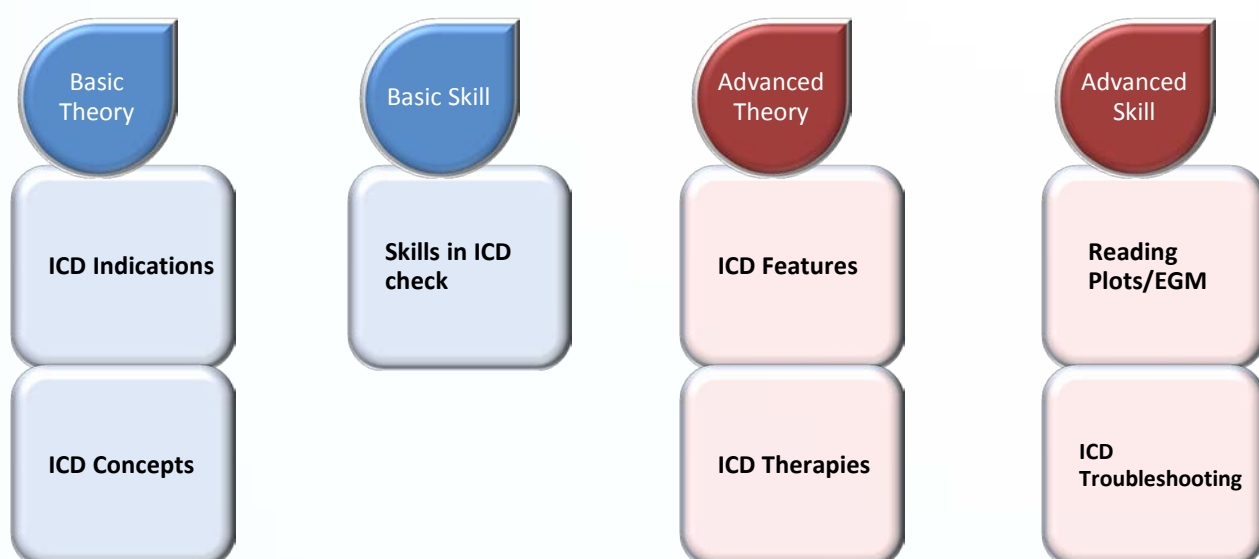 Basic
Theory
ICD Indications
ICD Concepts
Basic Skill
Skills in ICD
check
Advanced
Theory
ICD Features
ICD Therapies
Advanced
Skill
Reading
Plots/EGM
ICD
Troubleshooting